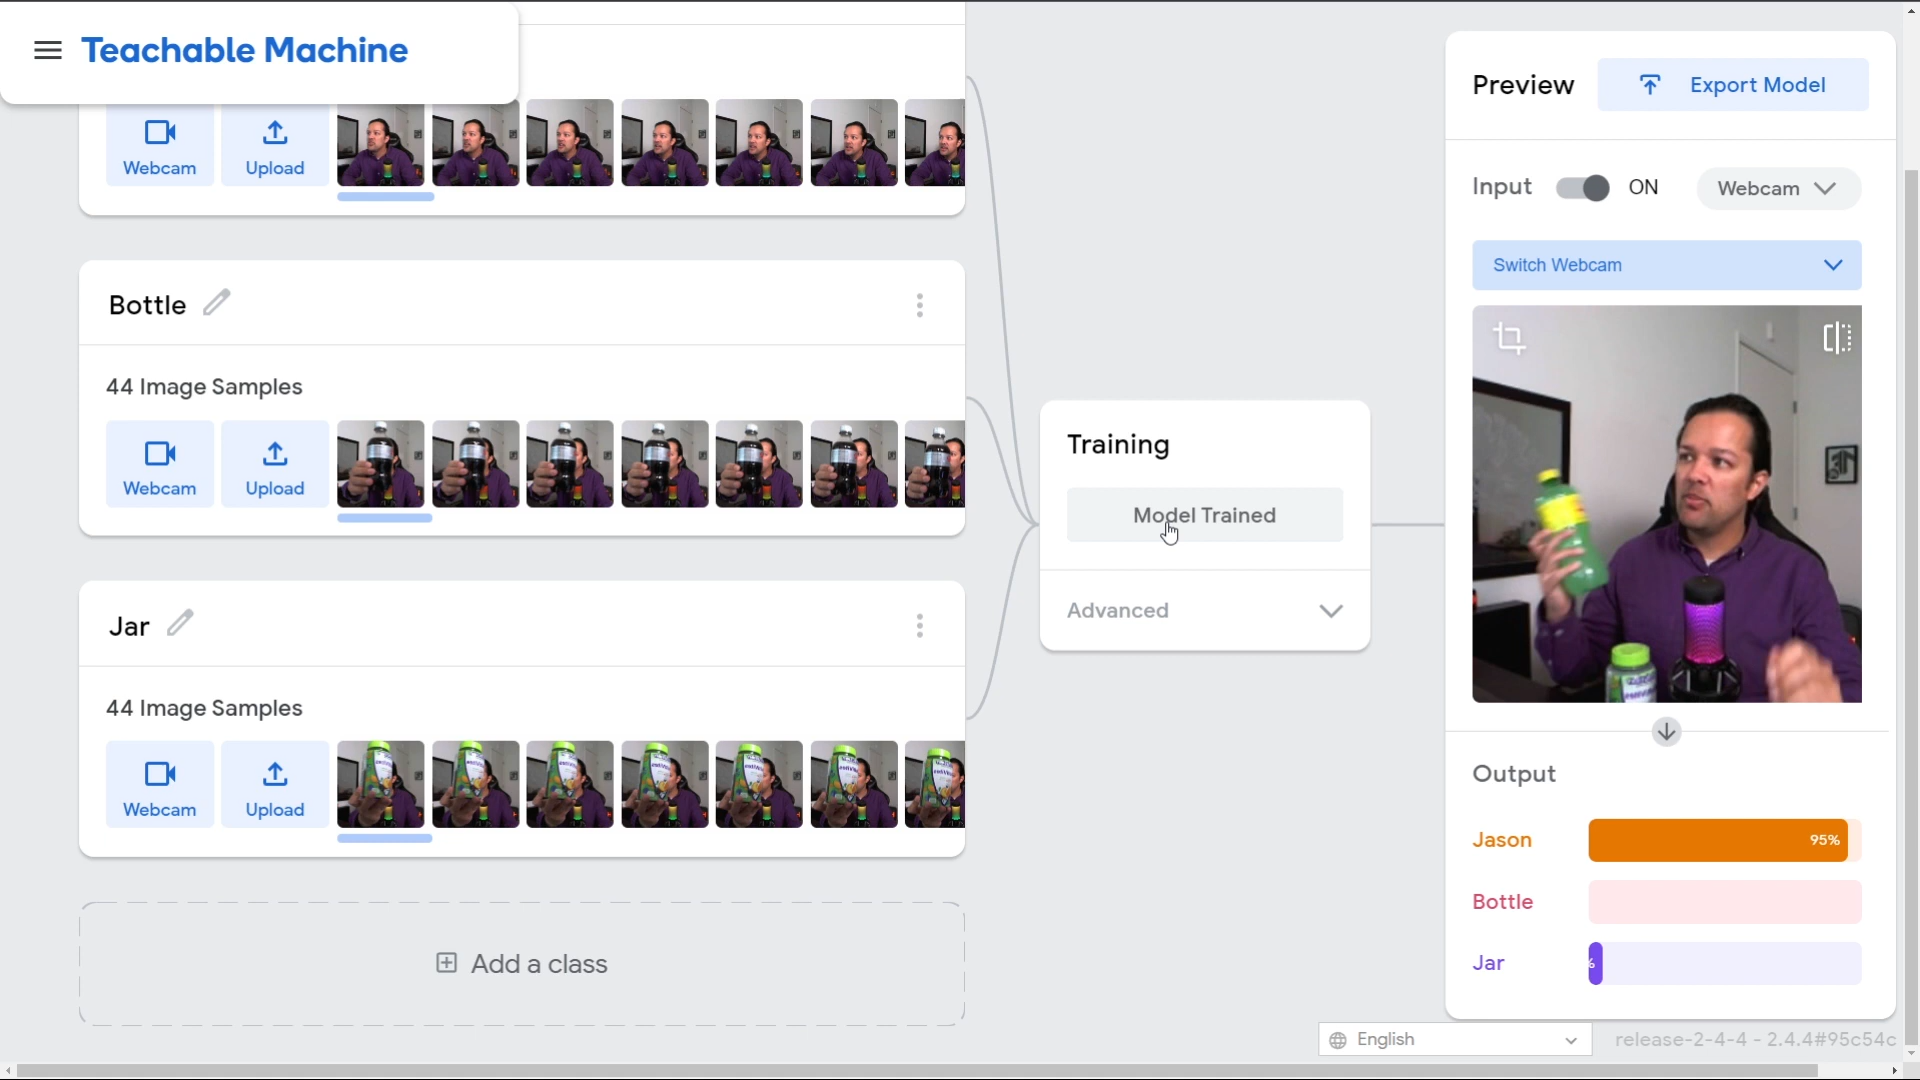 Teachable Machine
Webcam
Upload
Bottle
44 Image Samples
Webcam
Upload
Jar
44 Image Samples
Webcam
Upload
Add a class
Training
Model Trained
Advanced
Preview
Export Model
Input
ON
Webcam
Switch Webcam
Output
Jason
95%
Bottle
Jar
English
release-2-4-4 - 2.4.4#95c54c